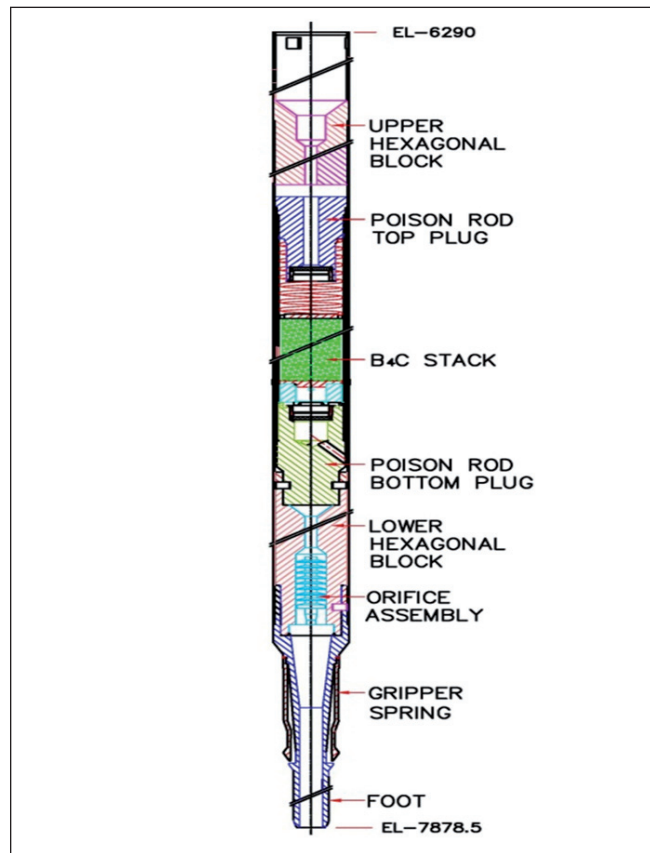 EL-6290
UPPER
HEXAGONAL
BLOCK
POISON ROD
TOP PLUG
B₄C STACK
POISON ROD
BOTTOM PLUG
LOWER
HEXAGONAL
BLOCK
ORIFICE
ASSEMBLY
GRIPPER
SPRING
FOOT
EL-7878.5